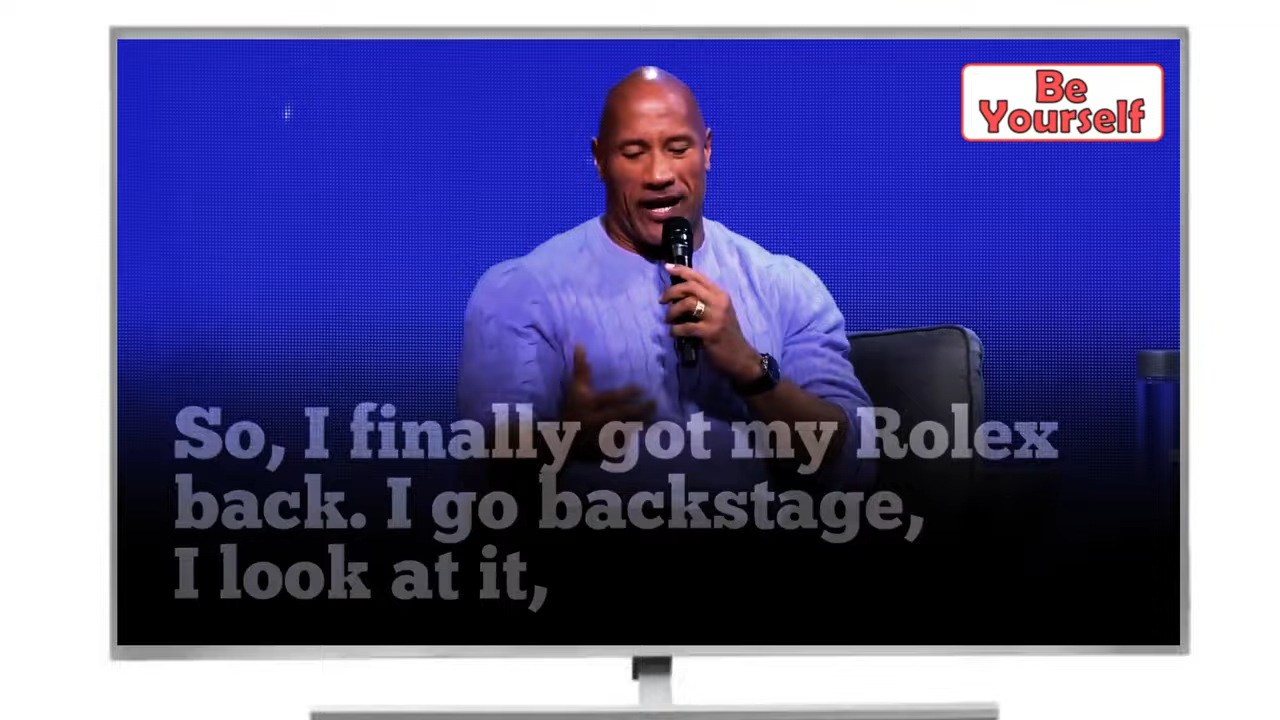 Be
Yourself
So, I finally got my Rolex
back. I go backstage,
I look at it,